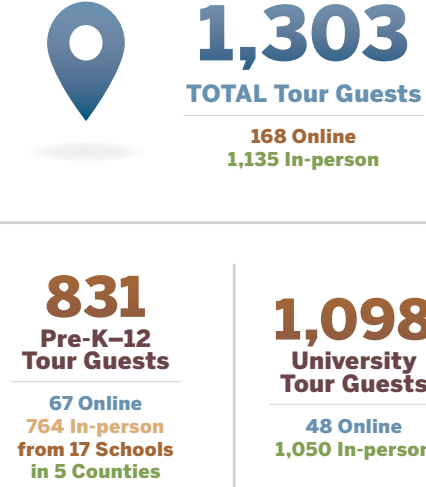 1,303
TOTAL Tour Guests
168 Online
1,135 In-person
831
Pre-K–12
Tour Guests
67 Online
764 In-person
from 17 Schools
in 5 Counties
1,098
University
Tour Guests
48 Online
1,050 In-person